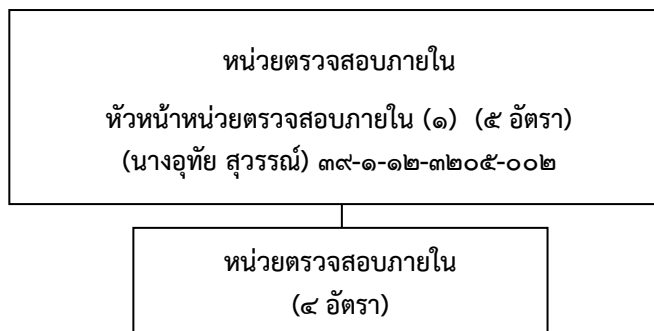 หน่วยตรวจสอบภายใน
หัวหน้าหน่วยตรวจสอบภายใน (๑) (๕ อัตรา)
(นางอุทัย สุวรรณ์) ๓๙-๑-๑๒-๓๒๐๕-๐๐๒
หน่วยตรวจสอบภายใน
(๔ อัตรา)